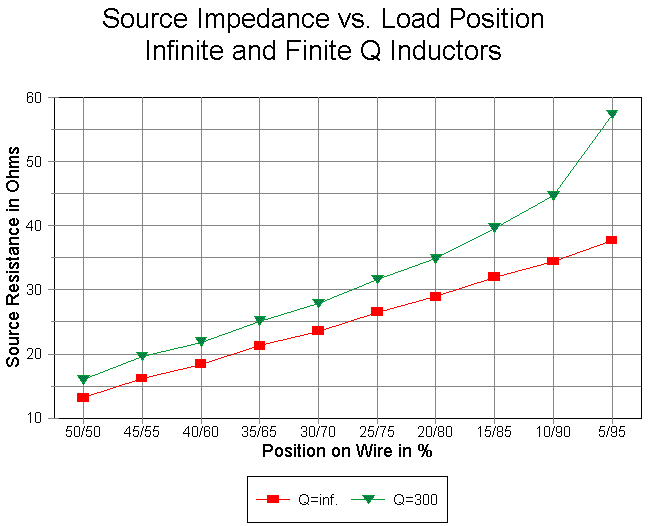 Source Impedance vs. Load Position
Infinite and Finite Q Inductors
60
50
40
30
20
10
Source Resistance in Ohms
50/50 45/55 40/60 35/65 30/70 25/75 20/80 15/85 10/90 5/95
Position on Wire in %
Q=inf. Q=300